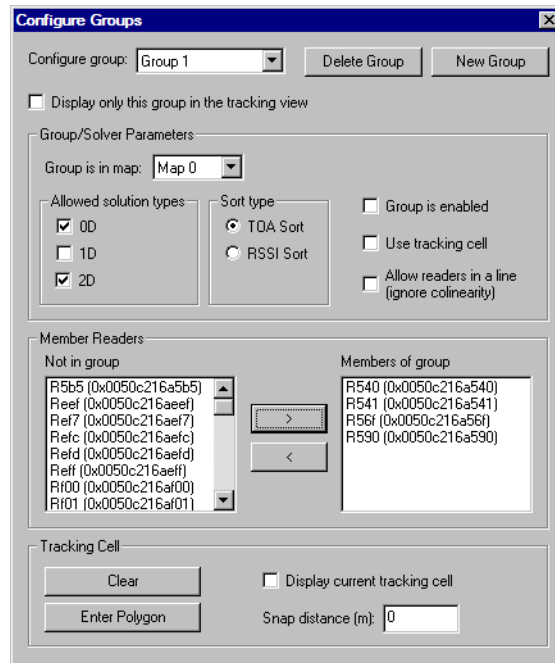 Configure Groups
Configure group: Group 1 Delete Group New Group
Display only this group in the tracking view
Group/Solver Parameters
Group is in map: Map 0
Allowed solution types
0D
1D
2D
Sort type
TOA Sort
RSSI Sort
Group is enabled
Use tracking cell
Allow readers in a line
(ignore colinearity)
Member Readers
Not in group
R5b5 (0x0050c216a5b5)
Reef (0x0050c216aeef)
Ref7 (0x0050c216aef7)
Refc (0x0050c216aefc)
Refd (0x0050c216aefd)
Reff (0x0050c216aeff)
Rf00 (0x0050c216af00)
Rf01 (0x0050c216af01)
>
<
Members of group
R540 (0x0050c216a540)
R541 (0x0050c216a541)
R56f (0x0050c216a56f)
R590 (0x0050c216a590)
Tracking Cell
Clear
Enter Polygon
Display current tracking cell
Snap distance (m): 0